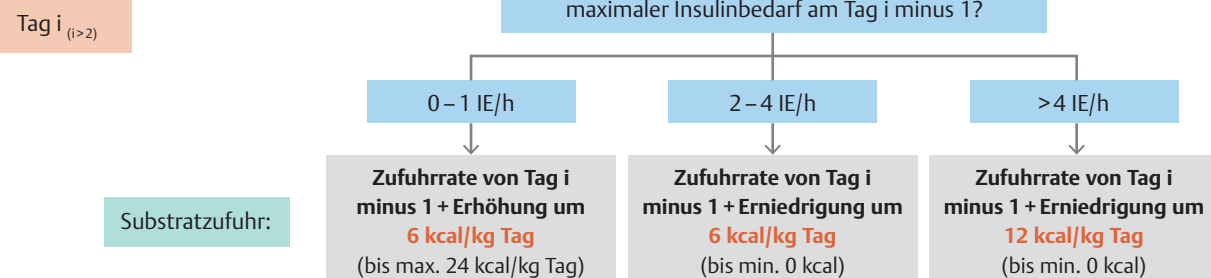 Tag i (i>2)
maximaler Insulinbedarf am Tag i minus 1?
0–1 IE/h
2–4 IE/h
>4 IE/h
Substratzufuhr:
Zufuhrrate von Tag i
minus 1+Erhöhung um
6 kcal/kg Tag
(bis max. 24 kcal/kg Tag)
Zufuhrrate von Tag i
minus 1+Erniedrigung um
6 kcal/kg Tag
(bis min. 0 kcal)
Zufuhrrate von Tag i
minus 1+Erniedrigung um
12 kcal/kg Tag
(bis min. 0 kcal)